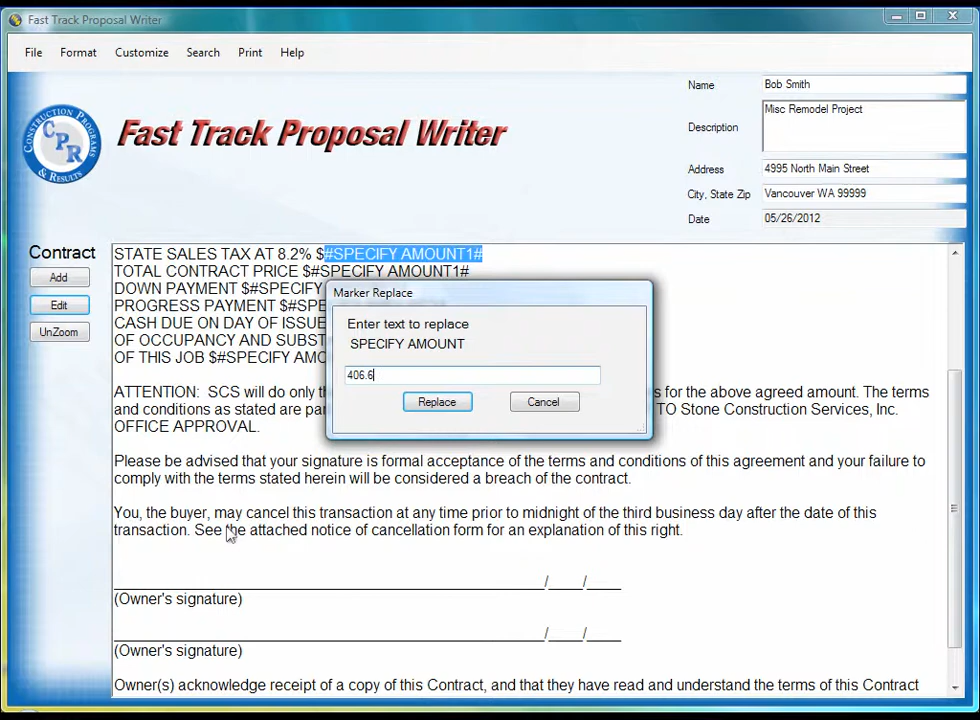 Fast Track Proposal Writer
File Format Customize Search Print Help
Name Bob Smith
Description Misc Remodel Project
Address 4995 North Main Street
City, State Zip Vancouver WA 99999
Date 05/26/2012
CONSTRUCTION PROGRAMS
CPR
& RESULTS
Fast Track Proposal Writer
Contract
Add
Edit
UnZoom
STATE SALES TAX AT 8.2% $#SPECIFY AMOUNT1#
TOTAL CONTRACT PRICE $#SPECIFY AMOUNT1#
DOWN PAYMENT $#SPECIFY
PROGRESS PAYMENT $#SPE
CASH DUE ON DAY OF ISSUE
OF OCCUPANCY AND SUBST
OF THIS JOB $#SPECIFY AMO
Marker Replace
Enter text to replace
SPECIFY AMOUNT
406.6
Replace Cancel
ATTENTION: SCS will do only th s for the above agreed amount. The terms
and conditions as stated are par TO Stone Construction Services, Inc.
OFFICE APPROVAL.
Please be advised that your signature is formal acceptance of the terms and conditions of this agreement and your failure to
comply with the terms stated herein will be considered a breach of the contract.
You, the buyer, may cancel this transaction at any time prior to midnight of the third business day after the date of this
transaction. See the attached notice of cancellation form for an explanation of this right.
____/____/____
(Owner's signature)
____/____/____
(Owner's signature)
Owner(s) acknowledge receipt of a copy of this Contract, and that they have read and understand the terms of this Contract